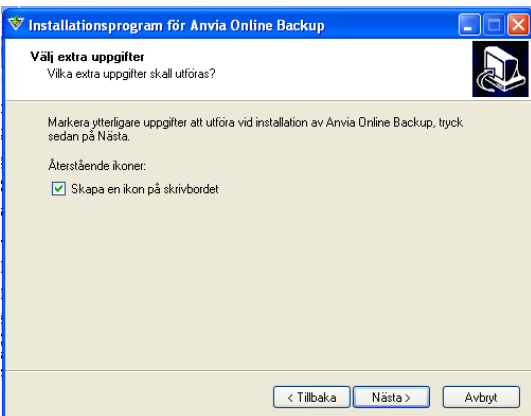 Installationsprogram för Anvia Online Backup
Välj extra uppgifter
Vilka extra uppgifter skall utföras?
Markera ytterligare uppgifter att utföra vid installation av Anvia Online Backup, tryck
sedan på Nästa.
Återstående ikoner:
Skapa en ikon på skrivbordet
< Tillbaka Nästa > Avbryt